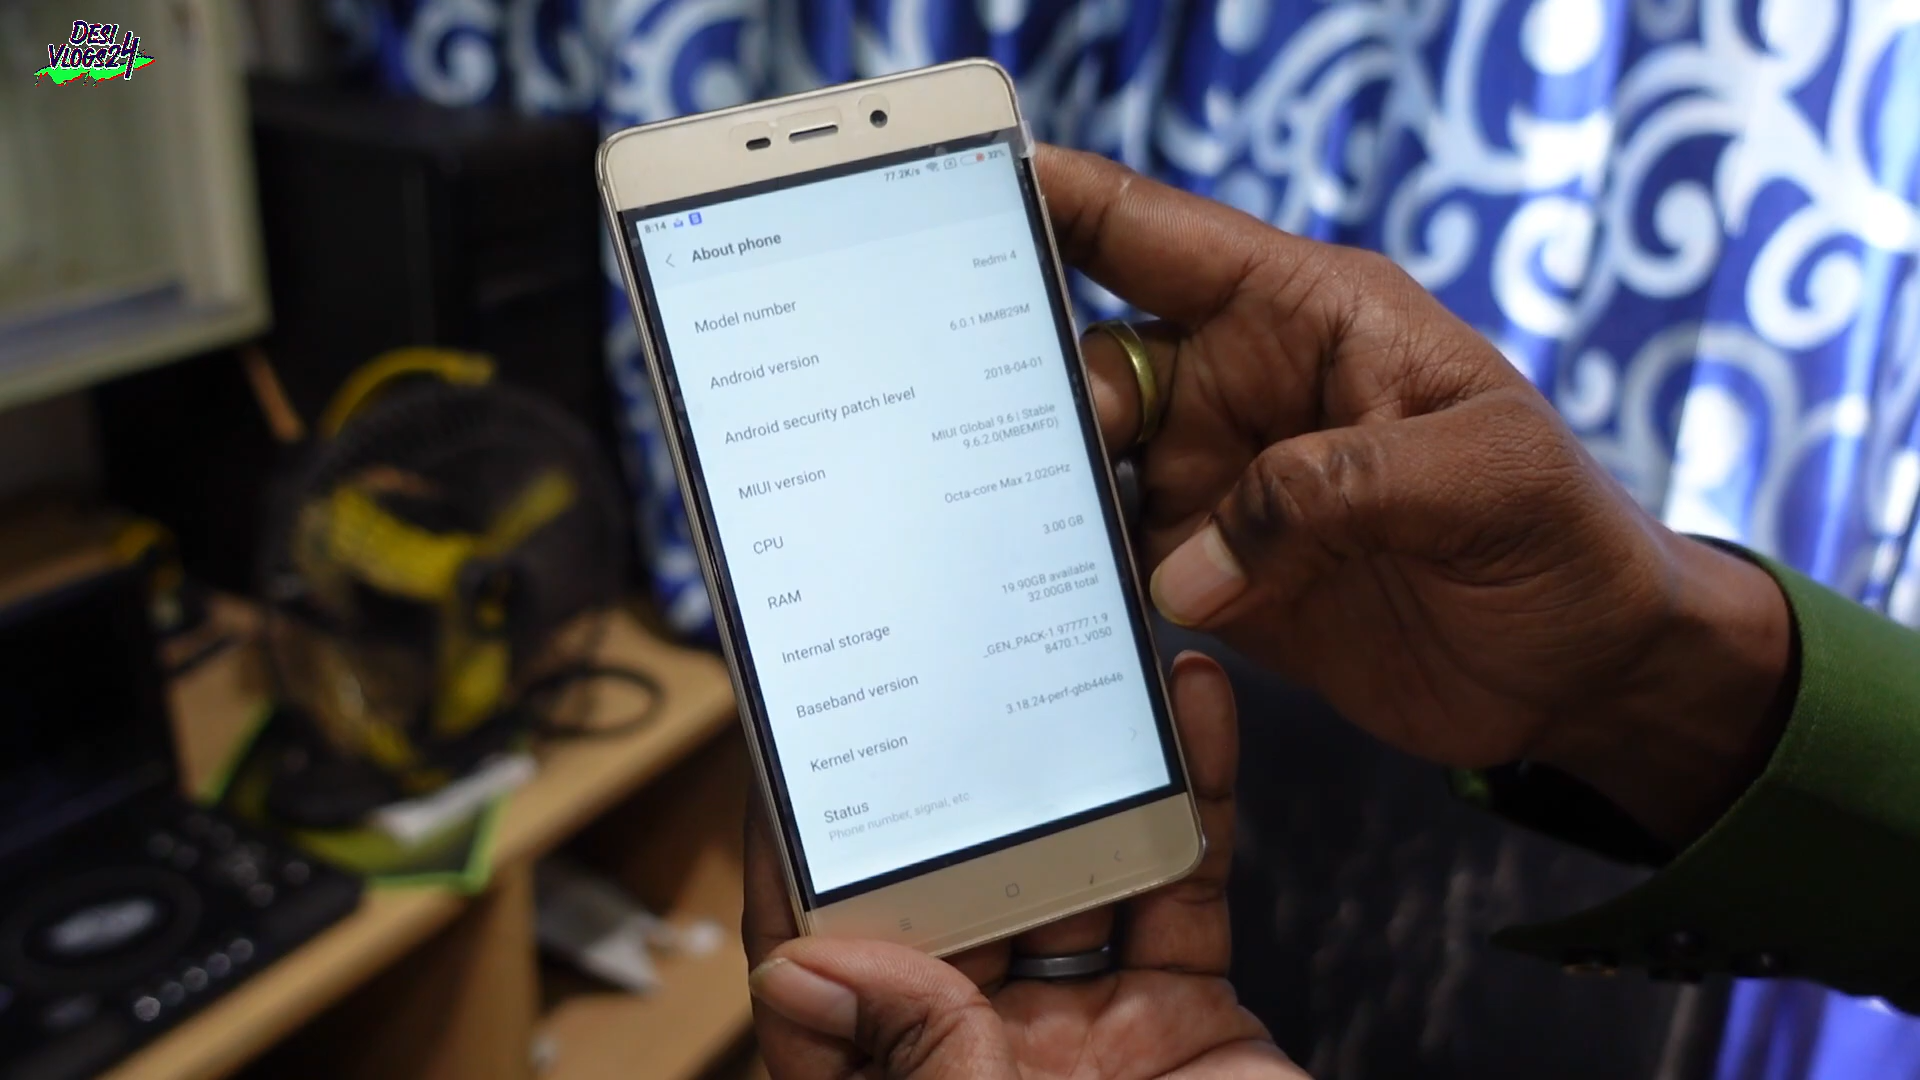 DESI
VLOGS24
77.2K/s 32%
8:14
About phone
Model number Redmi 4
Android version 6.0.1 MMB29M
Android security patch level 2018-04-01
MIUI version MIUI Global 9.6 | Stable
9.6.2.0(MBEMIFD)
CPU Octa-core Max 2.02GHz
RAM 3.00 GB
Internal storage 19.90GB available
32.00GB total
Baseband version _GEN_PACK-1.97777.1.9
8470.1_V050
Kernel version 3.18.24-perf-gbb44646
Status
Phone number, signal, etc.